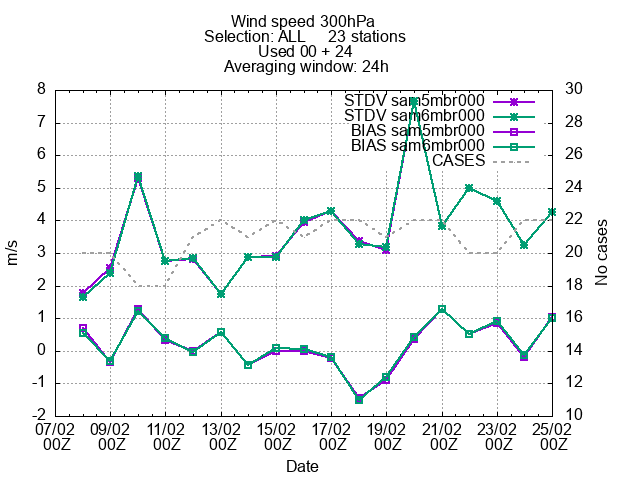 Wind speed 300hPa
Selection: ALL 23 stations
Used 00 + 24
Averaging window: 24h
STDV sam5mbr000
STDV sam6mbr000
BIAS sam5mbr000
BIAS sam6mbr000
CASES
8
7
6
5
4
3
2
1
0
-1
-2
m/s
30
28
26
24
22
20
18
16
14
12
10
No cases
07/02 09/02 11/02 13/02 15/02 17/02 19/02 21/02 23/02 25/02
00Z 00Z 00Z 00Z 00Z 00Z 00Z 00Z 00Z 00Z
Date